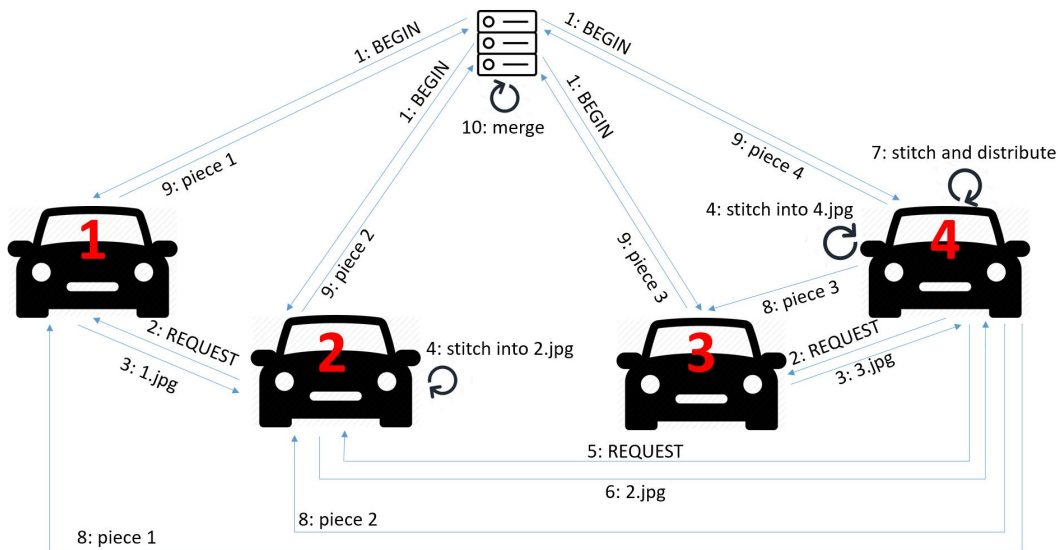 1: BEGIN
1: BEGIN
1: BEGIN
1: BEGIN
10: merge
9: piece 1
9: piece 2
9: piece 3
9: piece 4
7: stitch and distribute
4: stitch into 4.jpg
1
4
8: piece 3
2: REQUEST
3: 1.jpg
2
4: stitch into 2.jpg
3
2: REQUEST
3: 3.jpg
5: REQUEST
6: 2.jpg
8: piece 2
8: piece 1